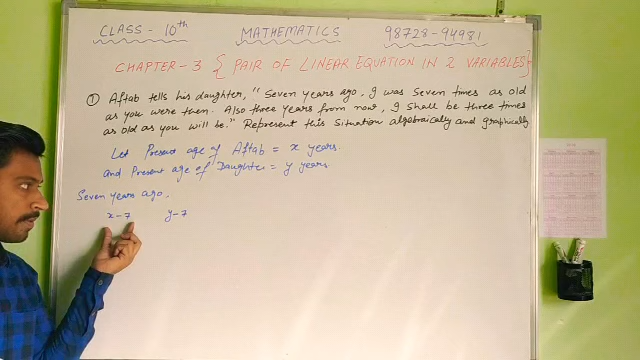 CLASS - 10th MATHEMATICS 98728-94981
CHAPTER-3 { PAIR OF LINEAR EQUATION IN 2 VARIABLES}
① Aftab tells his daughter, "Seven years ago, I was seven times as old
as you were then. Also three years from now, I shall be three times
as old as you will be." Represent this situation algebraically and graphically
Let Present age of Aftab = x years.
and Present age of Daughter = y years.
Seven years ago,
x-7 y-7